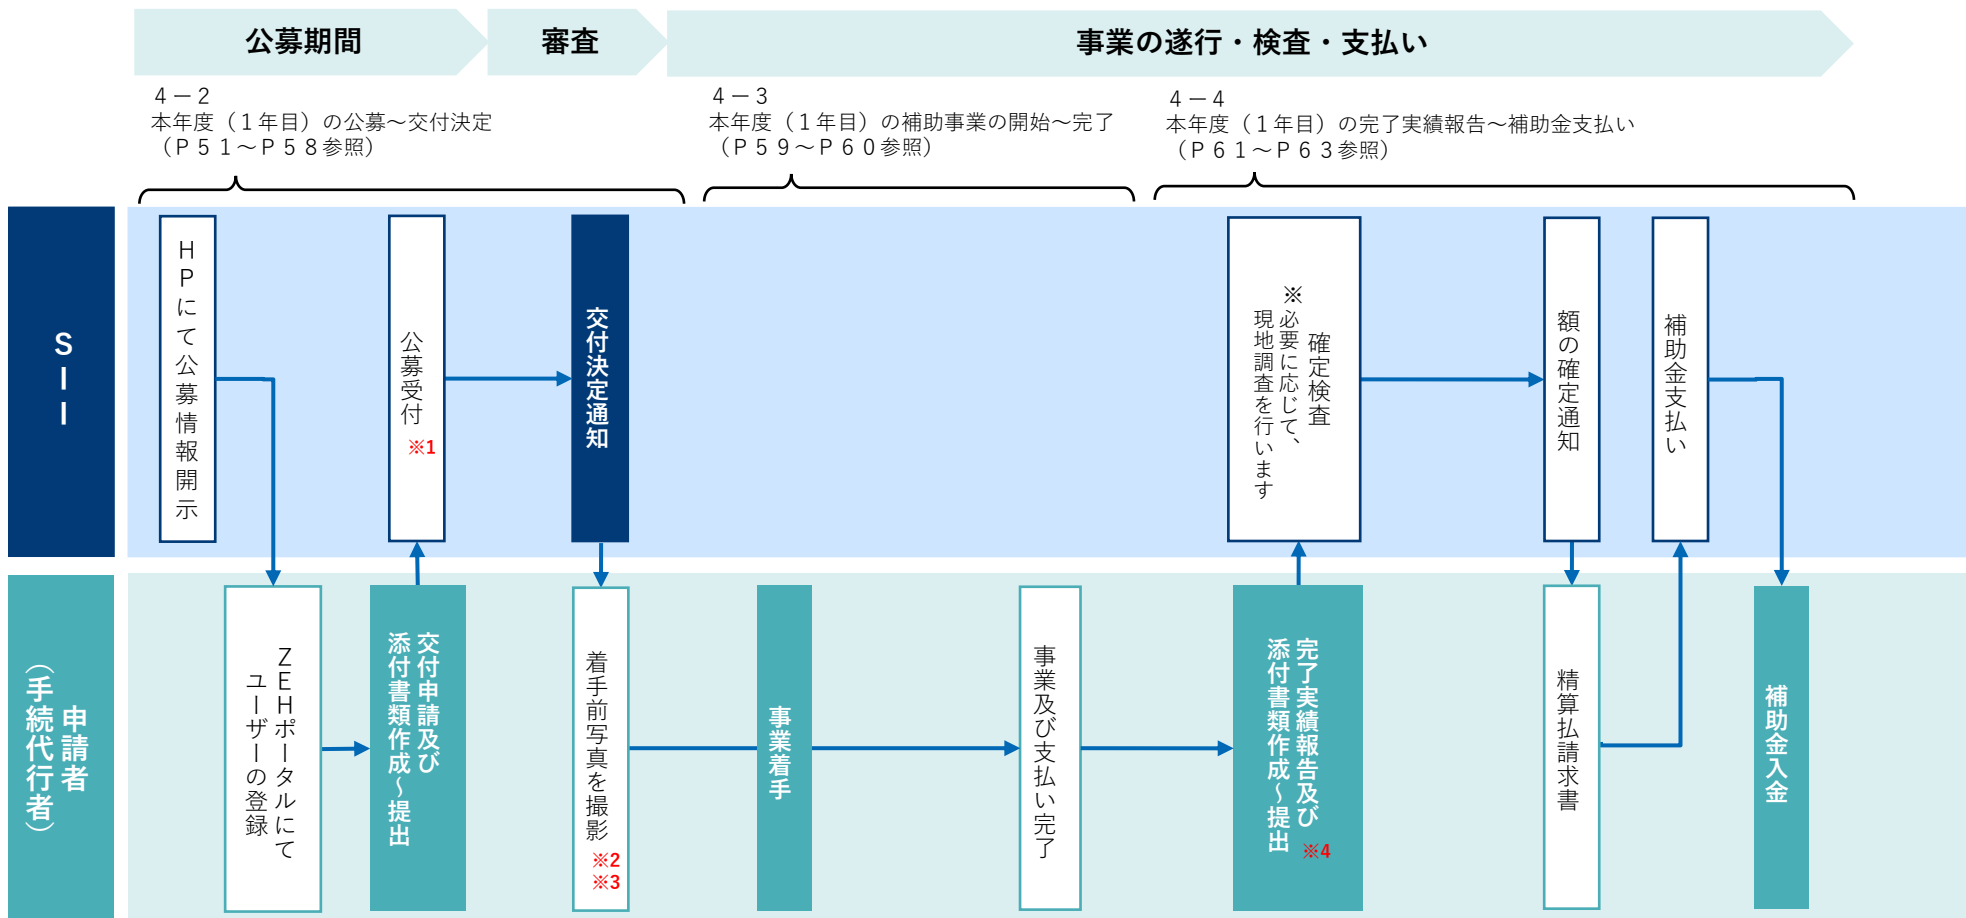 公募期間
審査
事業の遂行・検査・支払い
4－2
本年度（1年目）の公募～交付決定
（P51～P58参照）
4－3
本年度（1年目）の補助事業の開始～完了
（P59～P60参照）
4－4
本年度（1年目）の完了実績報告～補助金支払い
（P61～P63参照）
SII
HPにて公募情報開示
公募受付
※1
交付決定通知
確定検査
※必要に応じて、
現地調査を行います
額の確定通知
補助金支払い
申請者
（手続代行者）
ZEHポータルにて
ユーザーの登録
交付申請及び
添付書類作成～提出
着手前写真を撮影
※2
※3
事業着手
事業及び支払い完了
完了実績報告及び
添付書類作成～提出
※4
精算払請求書
補助金入金